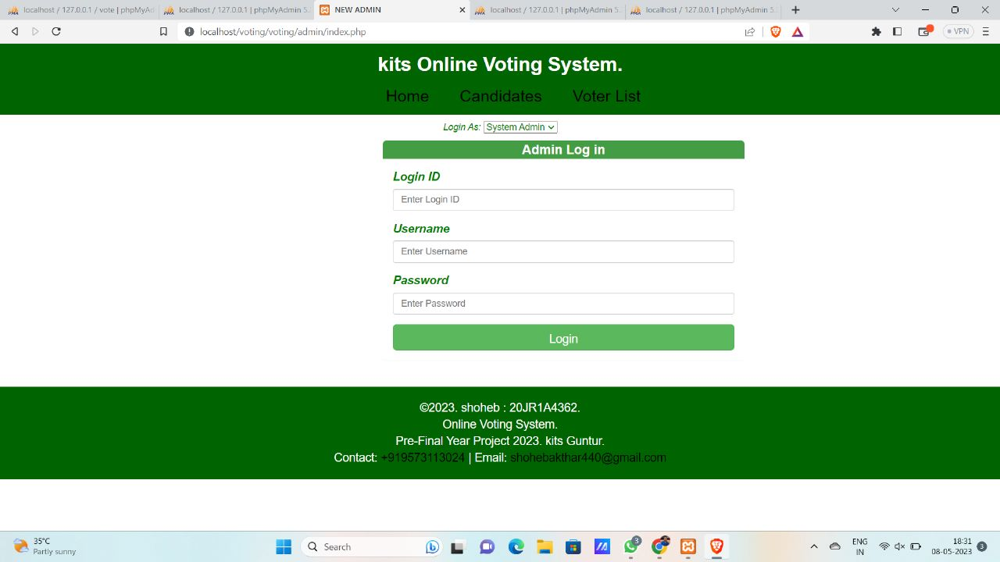 localhost / 127.0.0.1 / vote | phpMyAd
localhost / 127.0.0.1 | phpMyAdmin 5.
NEW ADMIN
localhost / 127.0.0.1 | phpMyAdmin 5.
localhost / 127.0.0.1 | phpMyAdmin 5.
localhost/voting/voting/admin/index.php
VPN
kits Online Voting System.
Home Candidates Voter List
Login As: System Admin
Admin Log in
Login ID
Enter Login ID
Username
Enter Username
Password
Enter Password
Login
©2023. shoheb : 20JR1A4362.
Online Voting System.
Pre-Final Year Project 2023. kits Guntur.
Contact: +919573113024 | Email: shohebakthar440@gmail.com
35°C
Partly sunny
Search
3
ENG
IN
18:31
08-05-2023
3